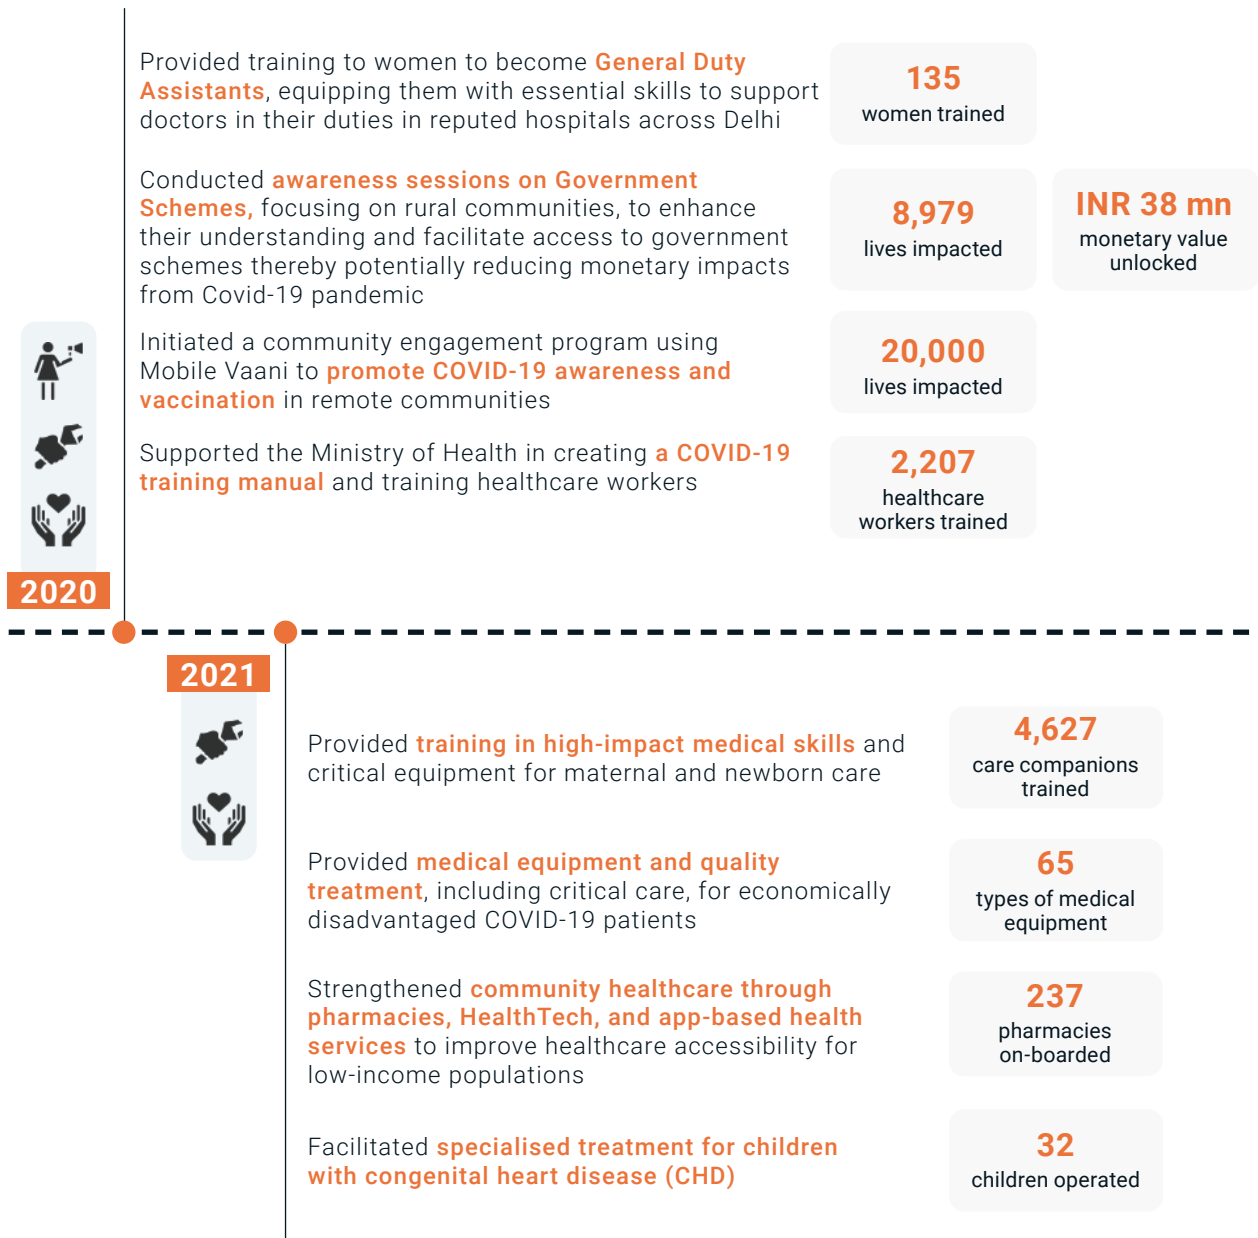 Provided training to women to become General Duty
Assistants, equipping them with essential skills to support
doctors in their duties in reputed hospitals across Delhi
135
women trained
Conducted awareness sessions on Government
Schemes, focusing on rural communities, to enhance
their understanding and facilitate access to government
schemes thereby potentially reducing monetary impacts
from Covid-19 pandemic
8,979
lives impacted
INR 38 mn
monetary value
unlocked
Initiated a community engagement program using
Mobile Vaani to promote COVID-19 awareness and
vaccination in remote communities
20,000
lives impacted
Supported the Ministry of Health in creating a COVID-19
training manual and training healthcare workers
2,207
healthcare
workers trained
2020
2021
Provided training in high-impact medical skills and
critical equipment for maternal and newborn care
4,627
care companions
trained
Provided medical equipment and quality
treatment, including critical care, for economically
disadvantaged COVID-19 patients
65
types of medical
equipment
Strengthened community healthcare through
pharmacies, HealthTech, and app-based health
services to improve healthcare accessibility for
low-income populations
237
pharmacies
on-boarded
Facilitated specialised treatment for children
with congenital heart disease (CHD)
32
children operated